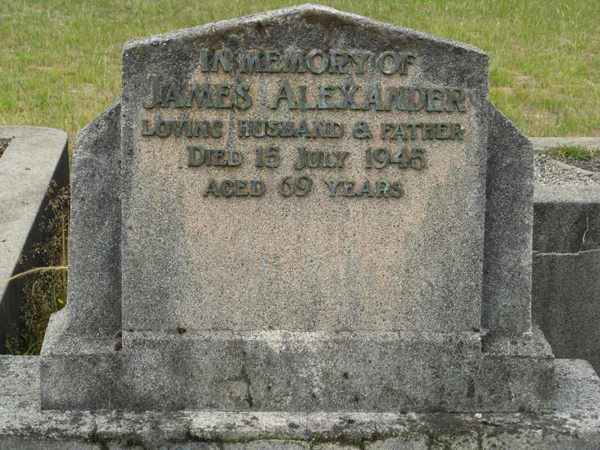 IN MEMORY OF
JAMES ALEXANDER
LOVING HUSBAND & FATHER
DIED 15 JULY 1945
AGED 69 YEARS